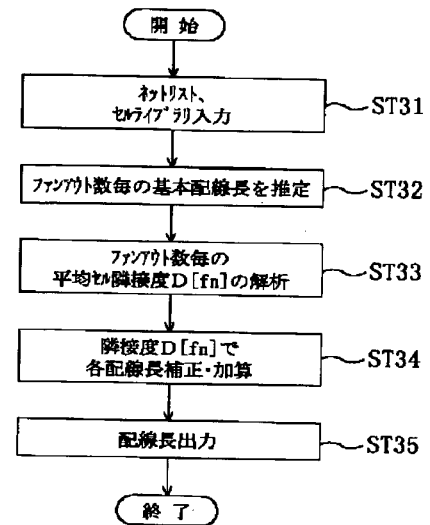 開 始
ネットリスト、
セルライブラリ入力
ST31
ファンアウト数毎の基本配線長を推定
ST32
ファンアウト数毎の
平均セル隣接度D[fn]の解析
ST33
隣接度D[fn]で
各配線長補正・加算
ST34
配線長出力
ST35
終 了